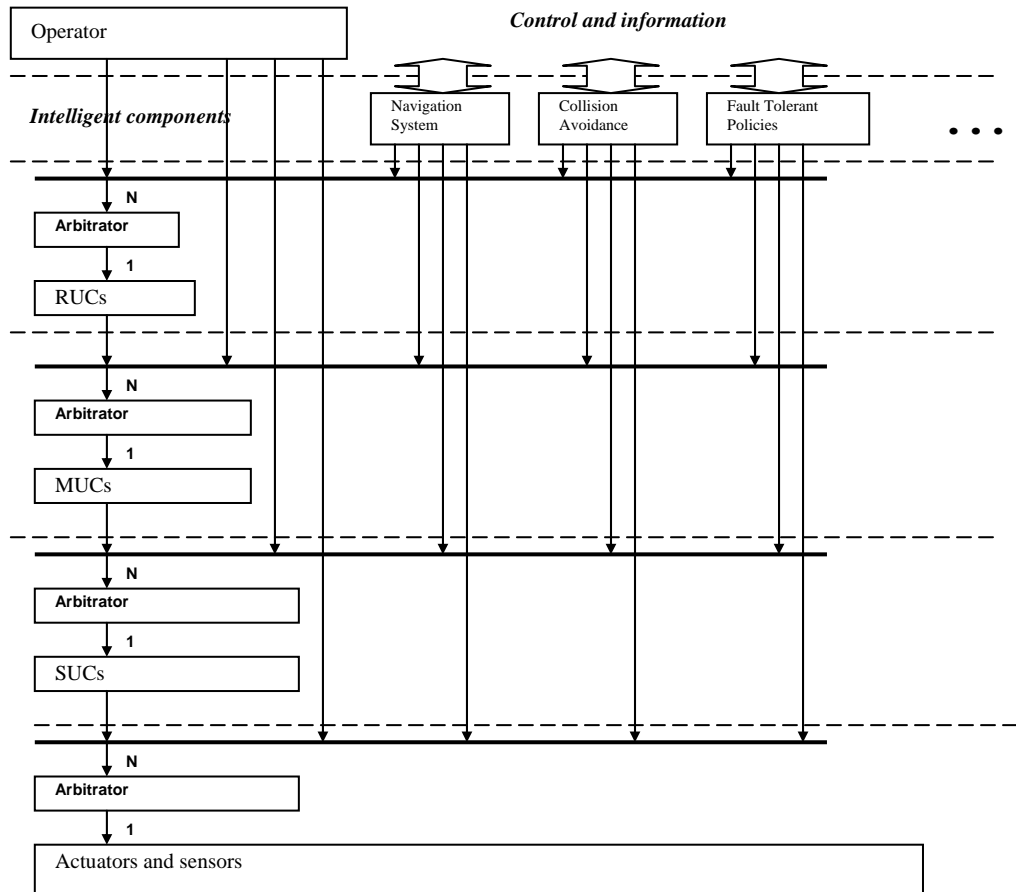 Operator
Control and information
Intelligent components
Navigation
System
Collision
Avoidance
Fault Tolerant
Policies
...
N
Arbitrator
1
RUCs
N
Arbitrator
1
MUCs
N
Arbitrator
1
SUCs
N
Arbitrator
1
Actuators and sensors